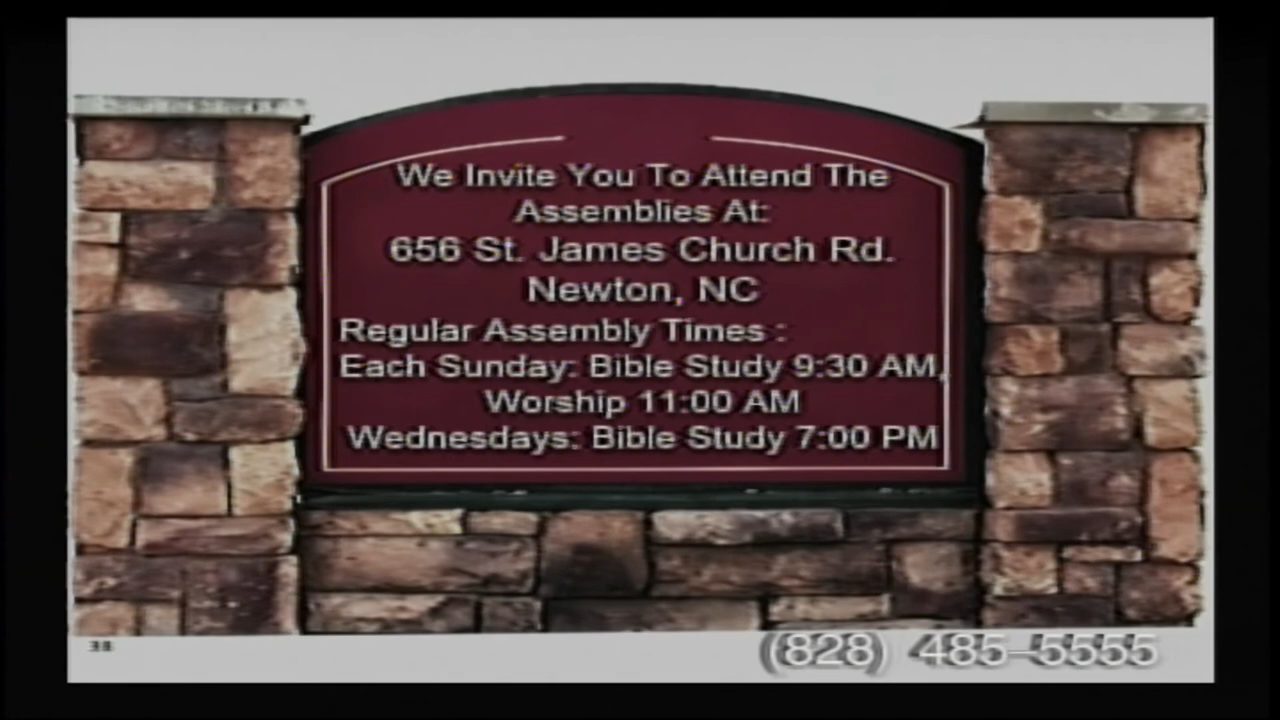 We Invite You To Attend The
Assemblies At:
656 St. James Church Rd.
Newton, NC
Regular Assembly Times :
Each Sunday: Bible Study 9:30 AM,
Worship 11:00 AM
Wednesdays: Bible Study 7:00 PM
38
(828) 485-5555